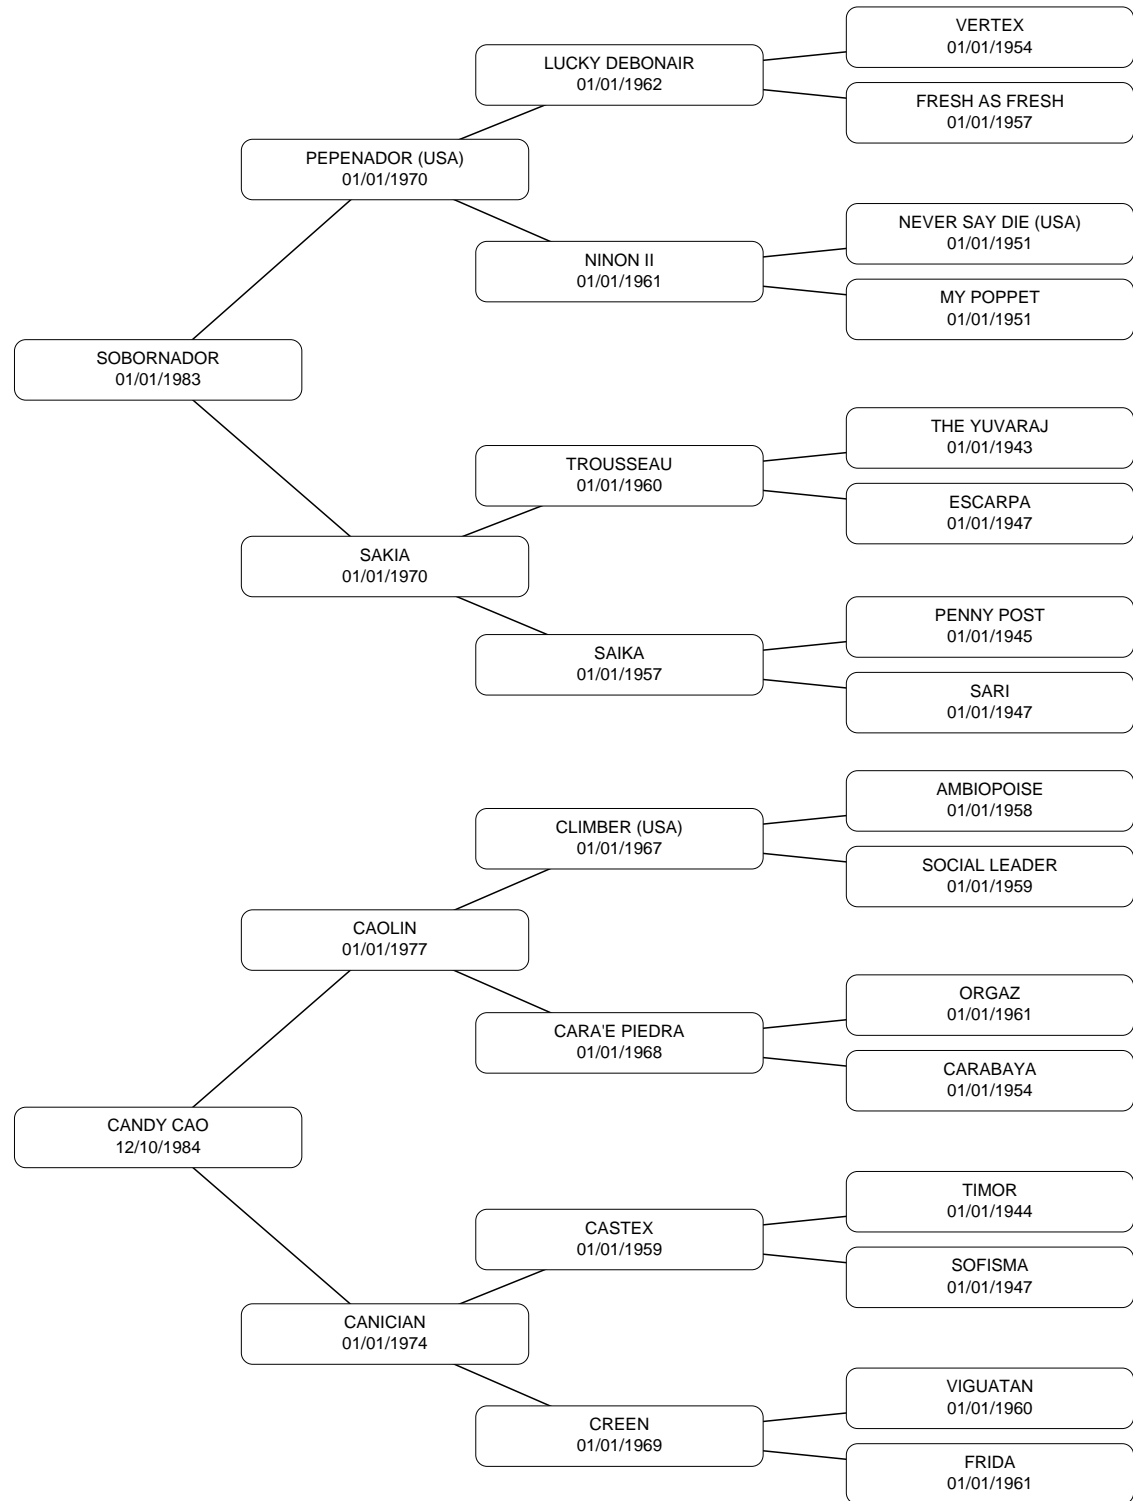 VERTEX
01/01/1954
LUCKY DEBONAIR
01/01/1962
FRESH AS FRESH
01/01/1957
PEPENADOR (USA)
01/01/1970
NEVER SAY DIE (USA)
01/01/1951
NINON II
01/01/1961
MY POPPET
01/01/1951
SOBORNADOR
01/01/1983
THE YUVARAJ
01/01/1943
TROUSSEAU
01/01/1960
ESCARPA
01/01/1947
SAKIA
01/01/1970
PENNY POST
01/01/1945
SAIKA
01/01/1957
SARI
01/01/1947
AMBIOPOISE
01/01/1958
CLIMBER (USA)
01/01/1967
SOCIAL LEADER
01/01/1959
CAOLIN
01/01/1977
ORGAZ
01/01/1961
CARA'E PIEDRA
01/01/1968
CARABAYA
01/01/1954
CANDY CAO
12/10/1984
TIMOR
01/01/1944
CASTEX
01/01/1959
SOFISMA
01/01/1947
CANICIAN
01/01/1974
VIGUATAN
01/01/1960
CREEN
01/01/1969
FRIDA
01/01/1961